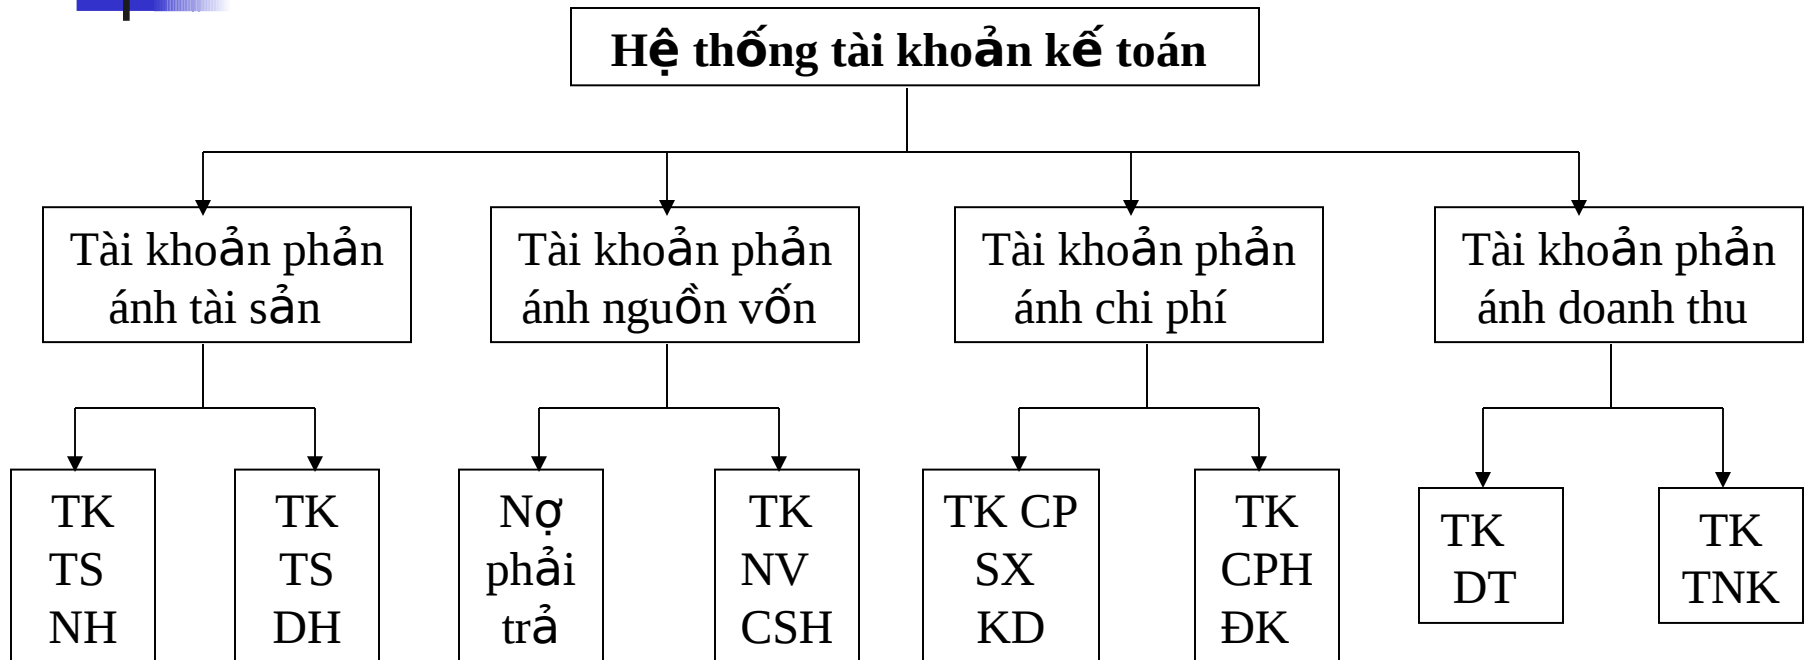 Hệ thống tài khoản kế toán
Tài khoản phản
ánh tài sản
Tài khoản phản
ánh nguồn vốn
Tài khoản phản
ánh chi phí
Tài khoản phản
ánh doanh thu
TK
TS
NH
TK
TS
DH
Nợ
phải
trả
TK
NV
CSH
TK CP
SX
KD
TK
CPH
ĐK
TK
DT
TK
TNK